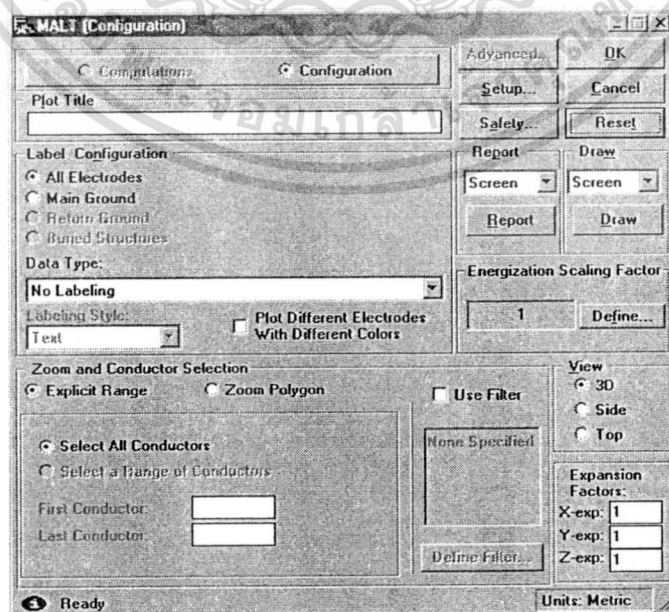 MALT (Configuration)
Computations
Configuration
Advanced...
OK
Setup...
Cancel
Plot Title
Safety...
Reset
Label Configuration
All Electrodes
Main Ground
Return Ground
Buried Structures
Report
Draw
Screen
Screen
Report
Draw
Data Type:
No Labeling
Labeling Style:
Text
Plot Different Electrodes
With Different Colors
Energization Scaling Factor
1
Define...
Zoom and Conductor Selection
Explicit Range
Zoom Polygon
Select All Conductors
Select a Range of Conductors
First Conductor:
Last Conductor:
Use Filter
None Specified
Define Filter...
View
3D
Side
Top
Expansion
Factors:
X-exp: 1
Y-exp: 1
Z-exp: 1
Ready
Units: Metric